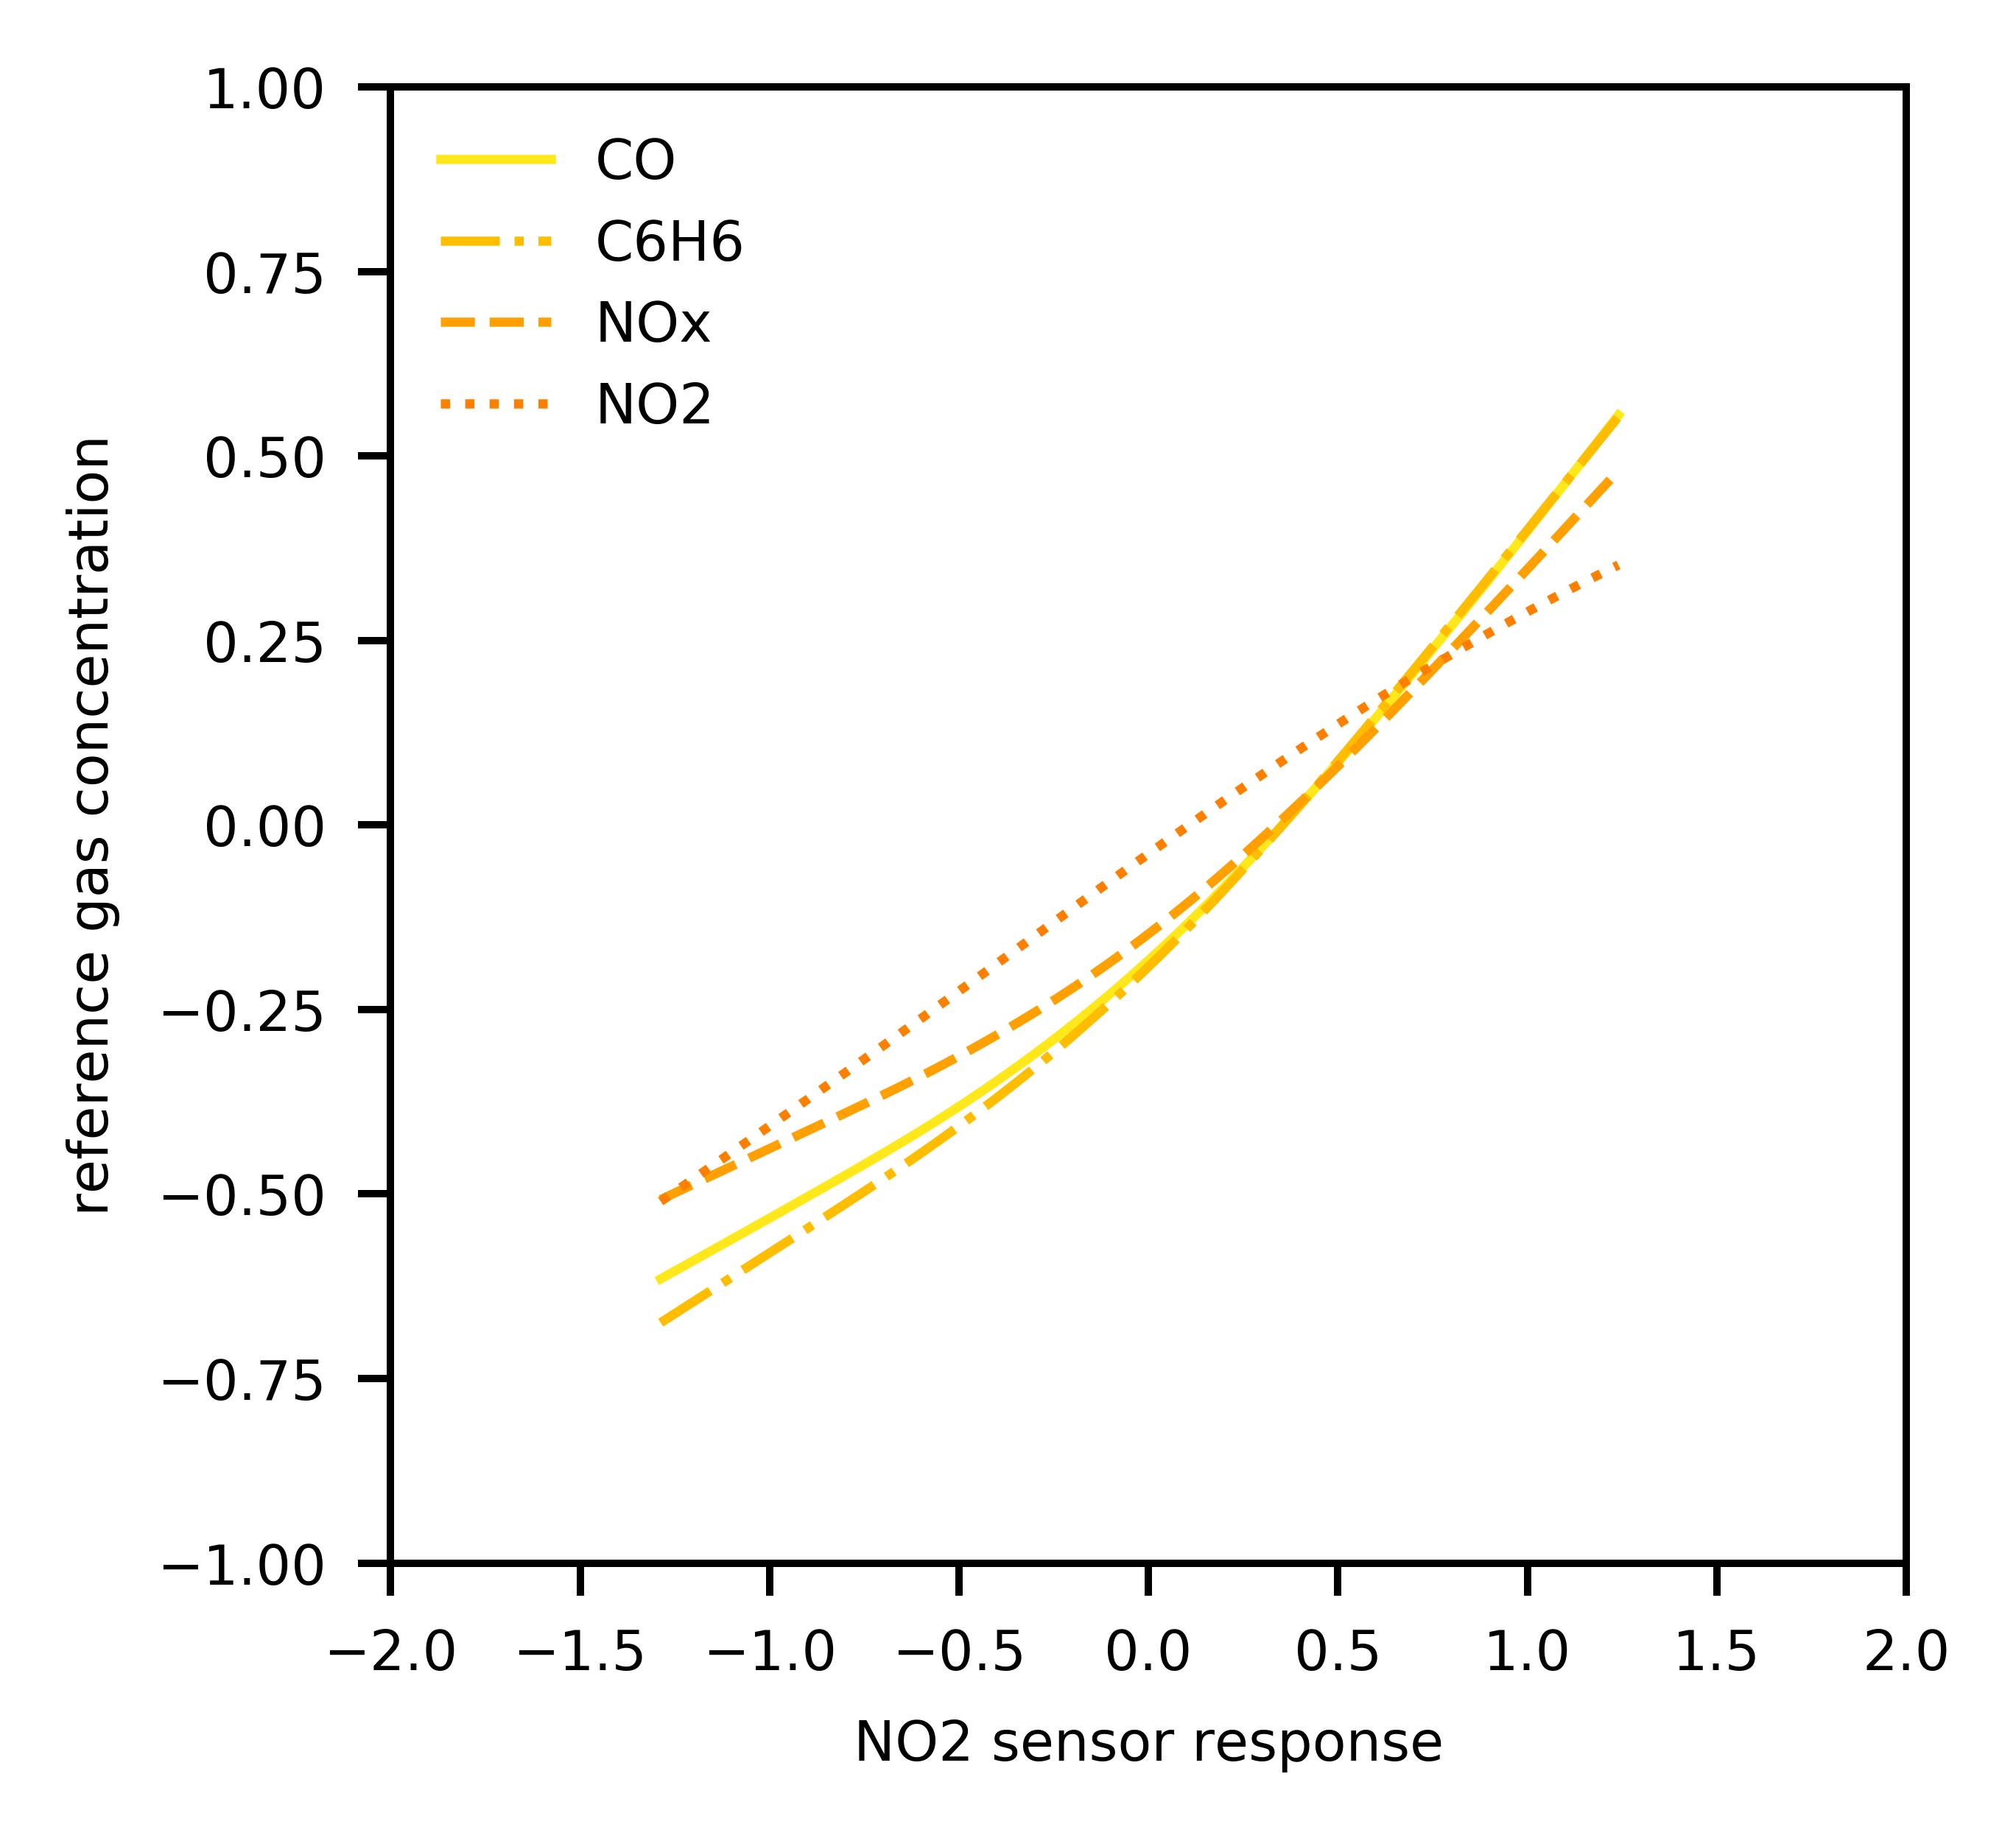 1.00
0.75
0.50
0.25
0.00
−0.25
−0.50
−0.75
−1.00
reference gas concentration
CO
C6H6
NOx
NO2
−2.0 −1.5 −1.0 −0.5 0.0 0.5 1.0 1.5 2.0
NO2 sensor response